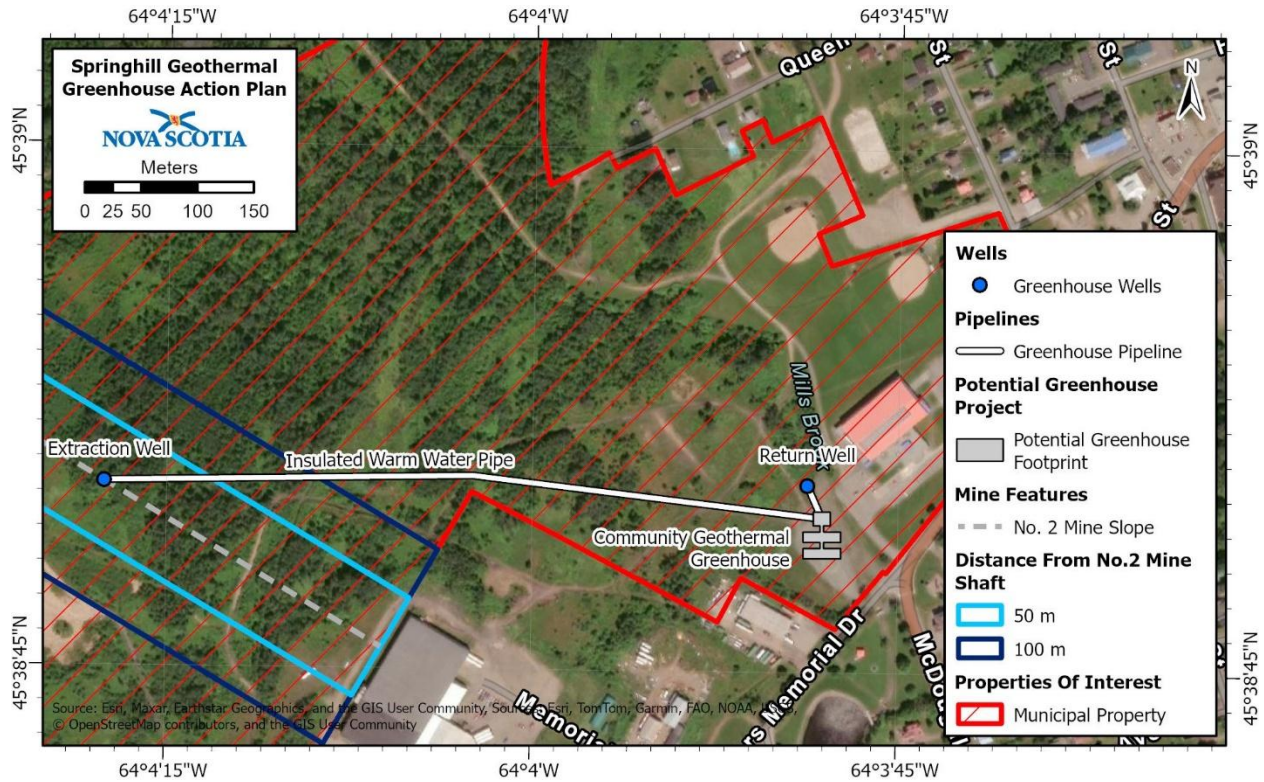 64°4'15"W
64°4'W
64°3'45"W
45°39'N
45°38'45"N
Springhill Geothermal
Greenhouse Action Plan
NOVA SCOTIA
Meters
0 25 50 100 150
Queen
St
St
N
45°39'N
St
Mills Brook
Extraction Well
Insulated Warm Water Pipe
Return Well
Community Geothermal
Greenhouse
Memorial Dr
Wells
Greenhouse Wells
Pipelines
Greenhouse Pipeline
Potential Greenhouse
Project
Potential Greenhouse
Footprint
Mine Features
No. 2 Mine Slope
Distance From No.2 Mine
Shaft
50 m
100 m
Properties Of Interest
Municipal Property
45°38'45"N
Source: Esri, Maxar, Earthstar Geographics, and the GIS User Community, Sources: Esri, TomTom, Garmin, FAO, NOAA,
© OpenStreetMap contributors, and the GIS User Community
64°4'15"W
64°4'W
64°3'45"W